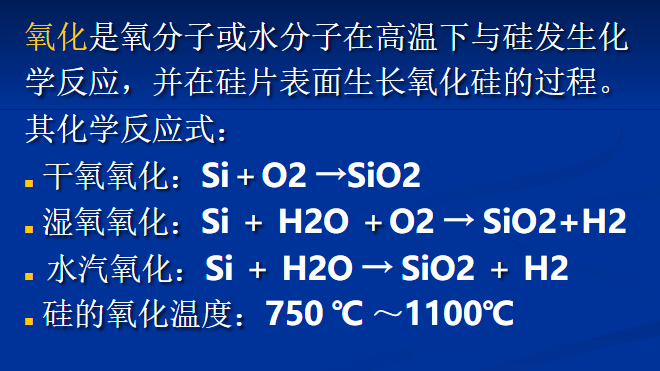 氧化是氧分子或水分子在高温下与硅发生化
学反应，并在硅片表面生长氧化硅的过程。
其化学反应式：
干氧氧化：Si＋O2 →SiO2
湿氧氧化：Si ＋ H2O ＋O2 → SiO2+H2
水汽氧化：Si ＋ H2O → SiO2 ＋ H2
硅的氧化温度：750 ℃ ～1100℃